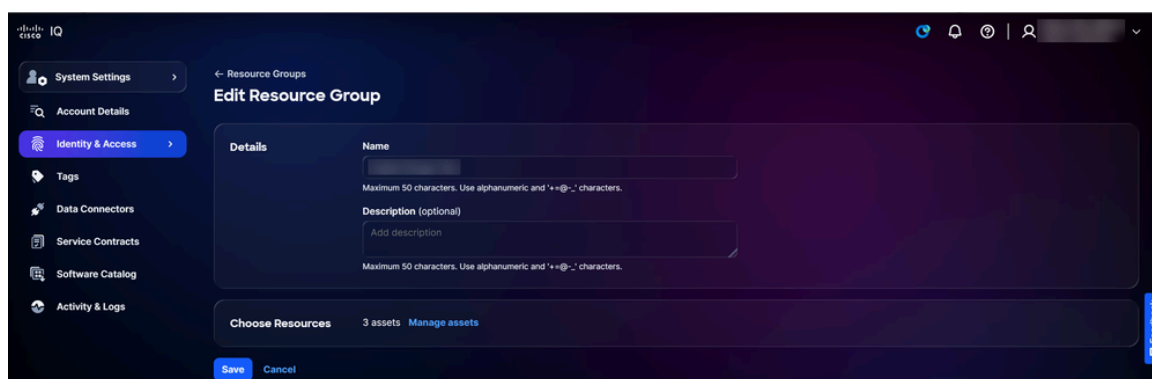 cisco IQ
System Settings
← Resource Groups
Edit Resource Group
Account Details
Identity & Access
Tags
Data Connectors
Service Contracts
Software Catalog
Activity & Logs
Details
Name
Maximum 50 characters. Use alphanumeric and '+=@-_' characters.
Description (optional)
Add description
Maximum 50 characters. Use alphanumeric and '+=@-_' characters.
Choose Resources
3 assets Manage assets
Save Cancel